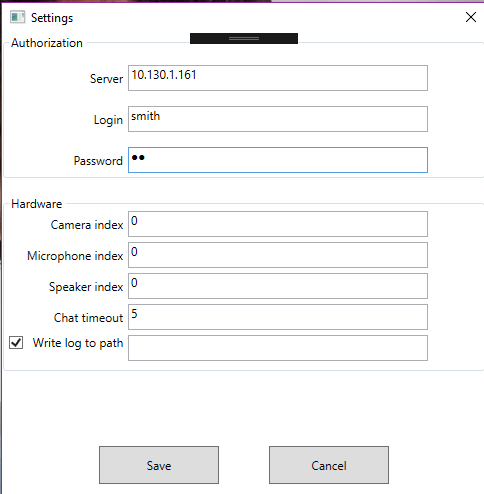 Settings
Authorization
Server 10.130.1.161
Login smith
Password ●●
Hardware
Camera index 0
Microphone index 0
Speaker index 0
Chat timeout 5
Write log to path
Save Cancel